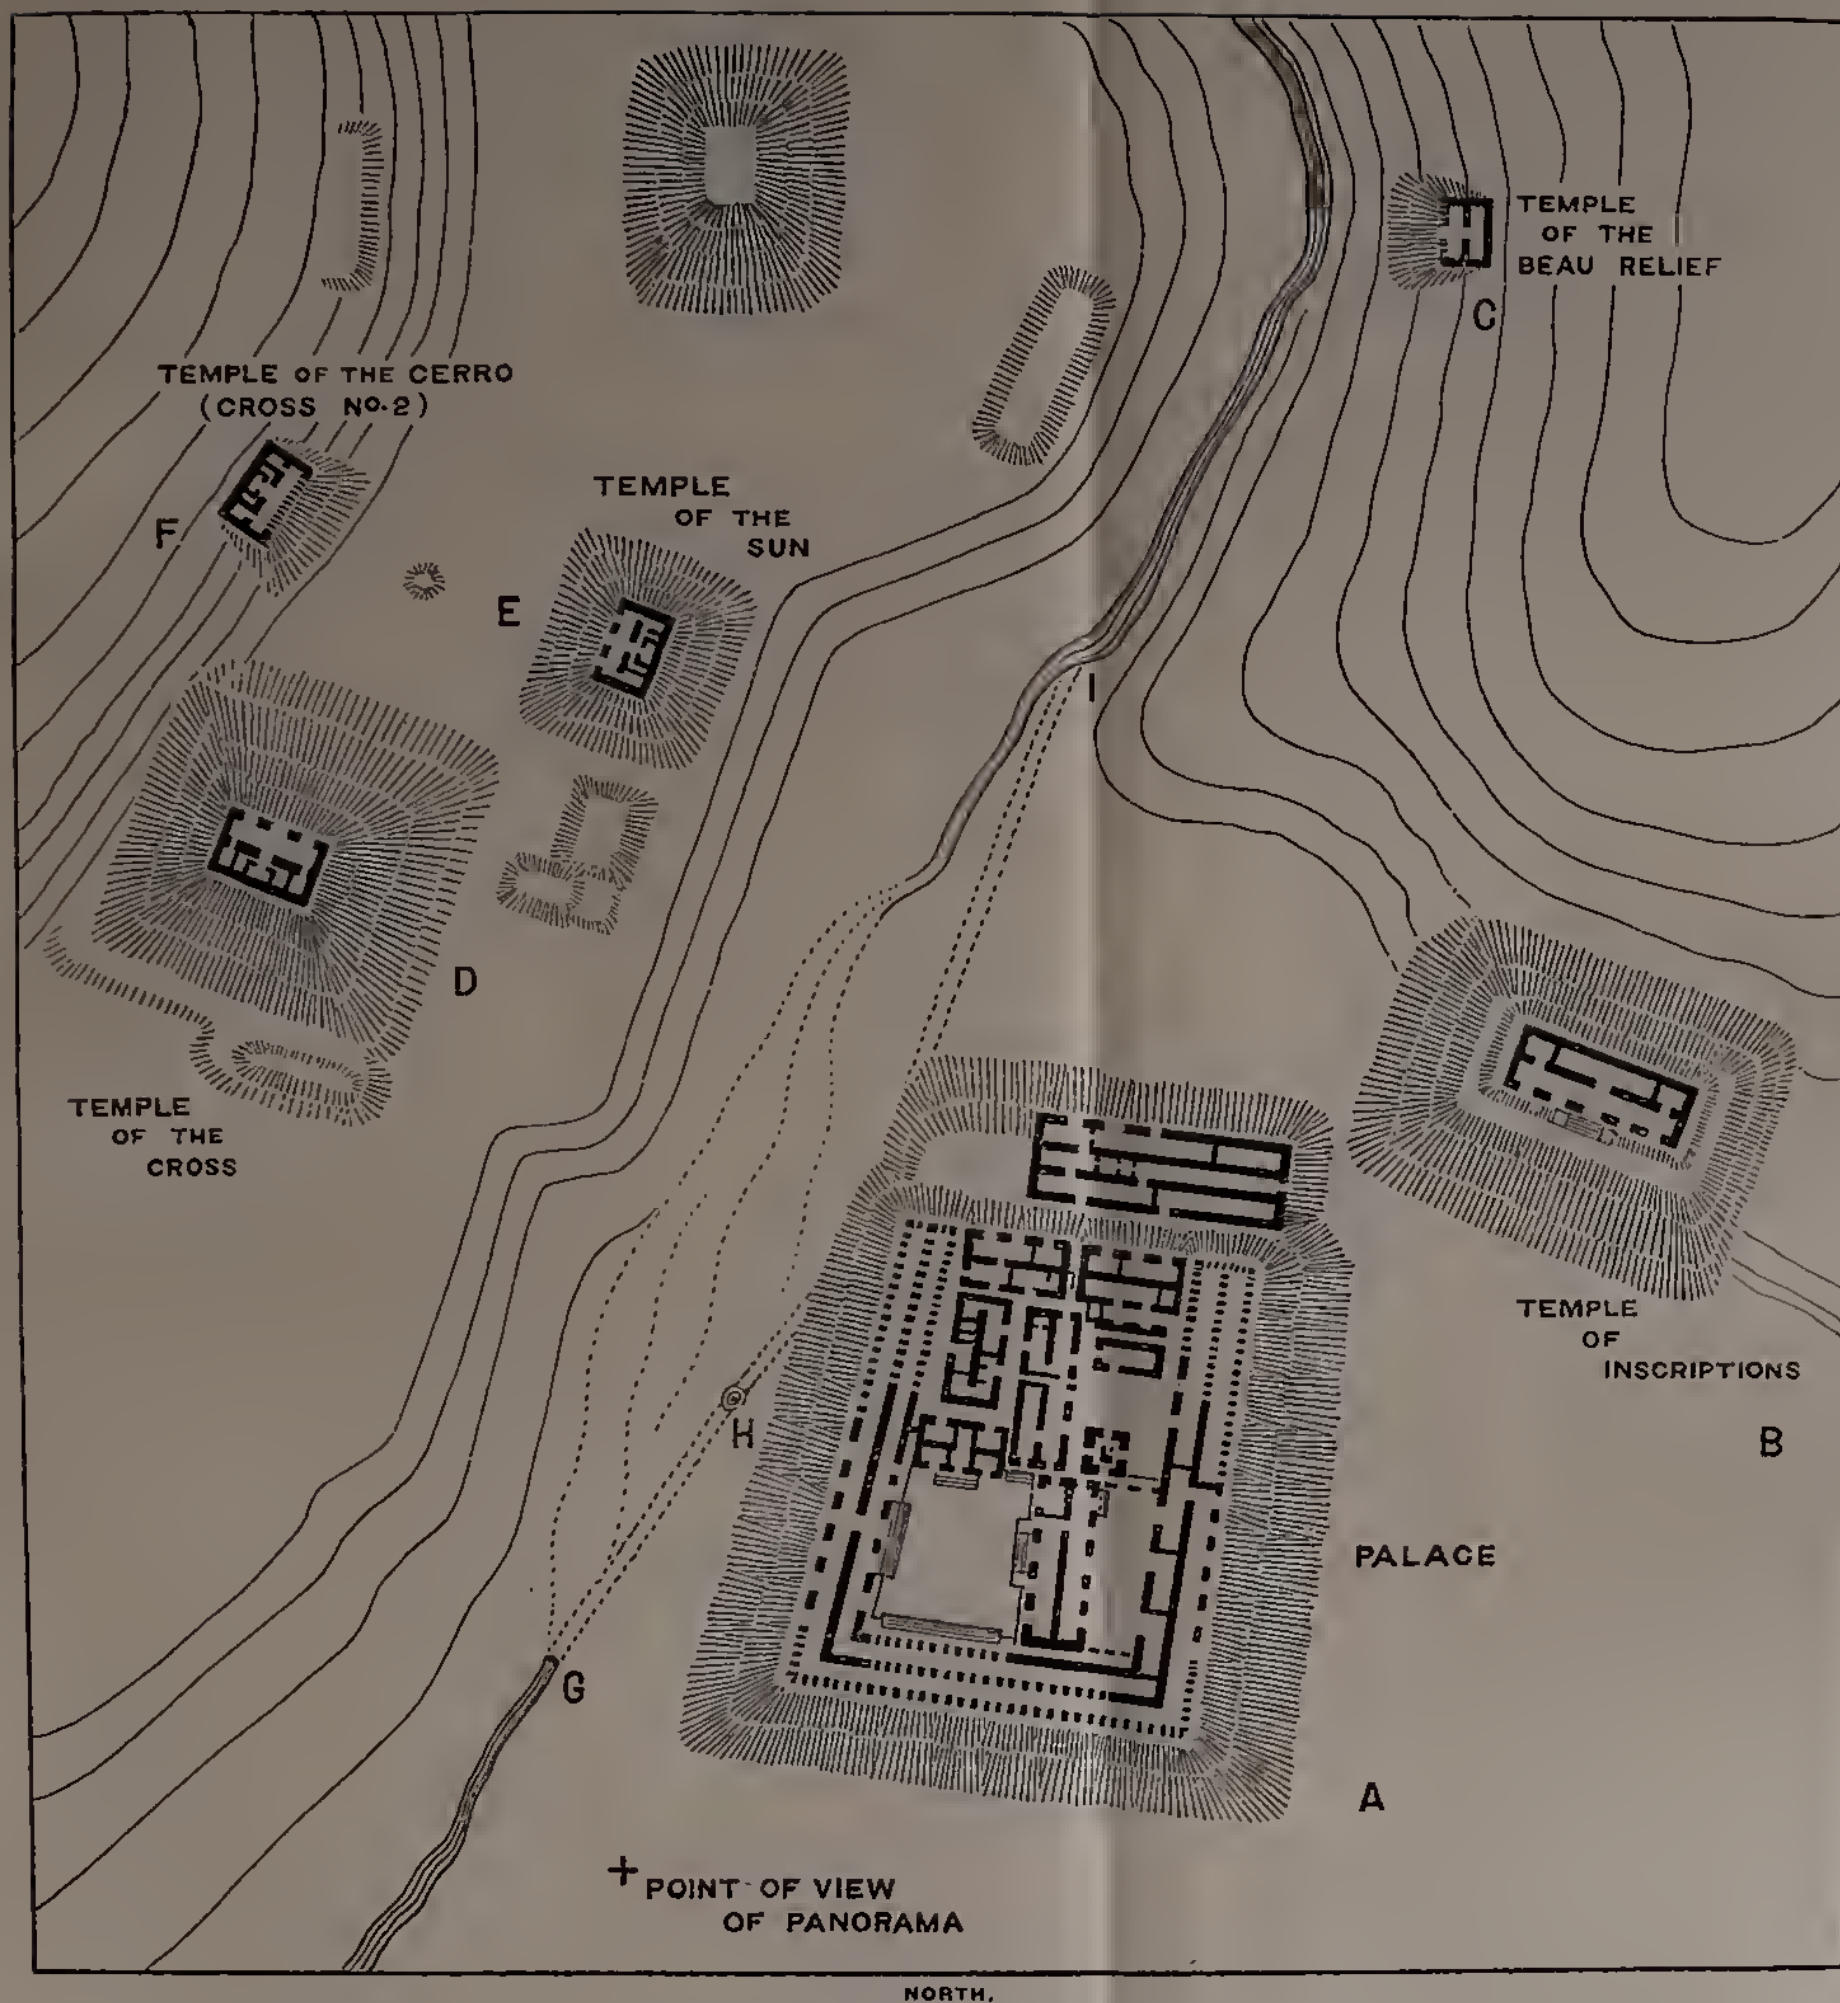 TEMPLE
OF THE
BEAU RELIEF
C
TEMPLE OF THE CERRO
(CROSS No. 2)
F
TEMPLE
OF THE
SUN
E
I
D
TEMPLE
OF THE
CROSS
TEMPLE
OF
INSCRIPTIONS
B
H
PALACE
G
A
+ POINT OF VIEW
OF PANORAMA
NORTH.